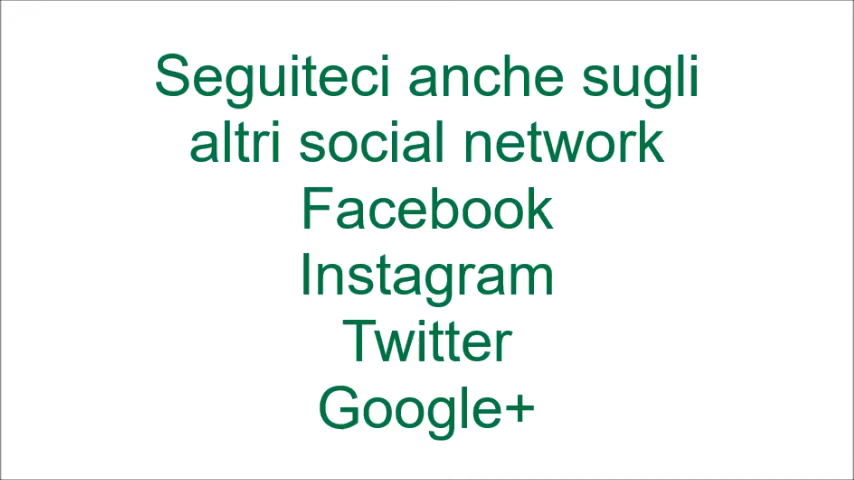 Seguiteci anche sugli
altri social network
Facebook
Instagram
Twitter
Google+